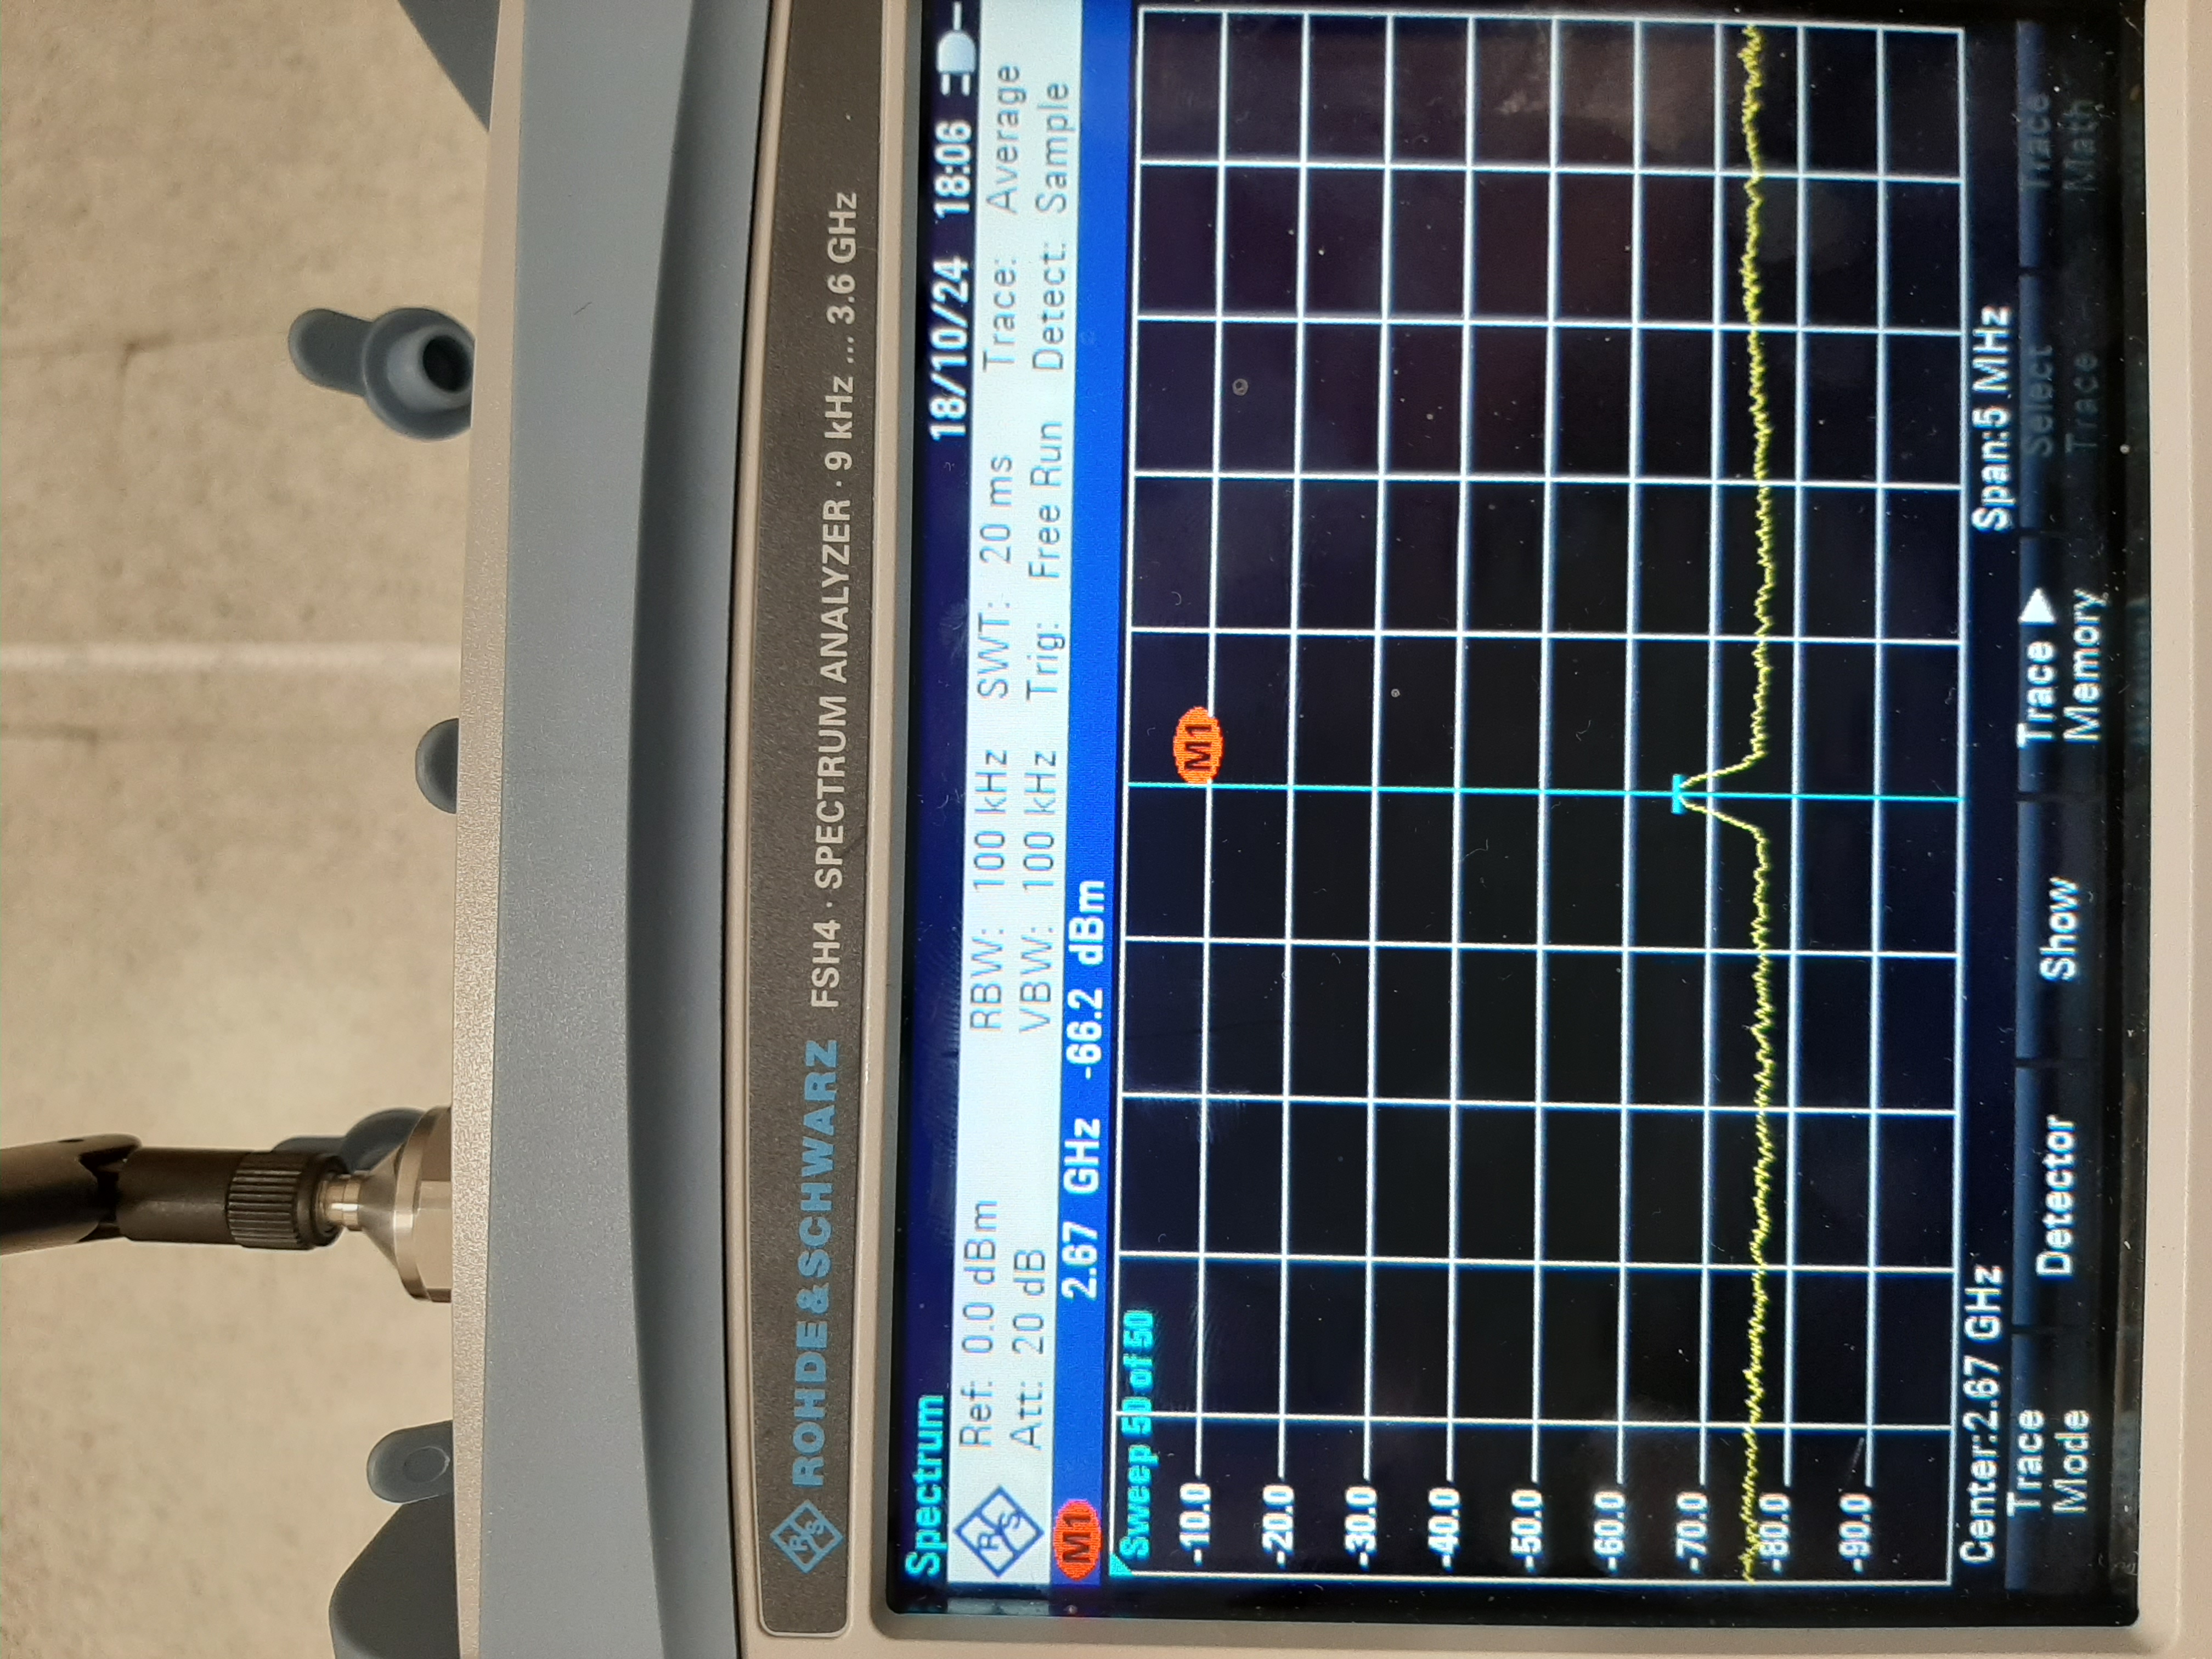 R/S ROHDE&SCHWARZ FSH4 · SPECTRUM ANALYZER · 9 kHz ... 3.6 GHz
Spectrum 18/10/24 18:06
R/S Ref: 0.0 dBm RBW: 100 kHz SWT: 20 ms Trace: Average
Att: 20 dB VBW: 100 kHz Trig: Free Run Detect: Sample
M1 2.67 GHz -66.2 dBm
Sweep 50 of 50
M1
-10.0
-20.0
-30.0
-40.0
-50.0
-60.0
-70.0
-80.0
-90.0
Center:2.67 GHz Span:5 MHz
Trace Mode Detector Show Trace Memory Select Trace Trace Math